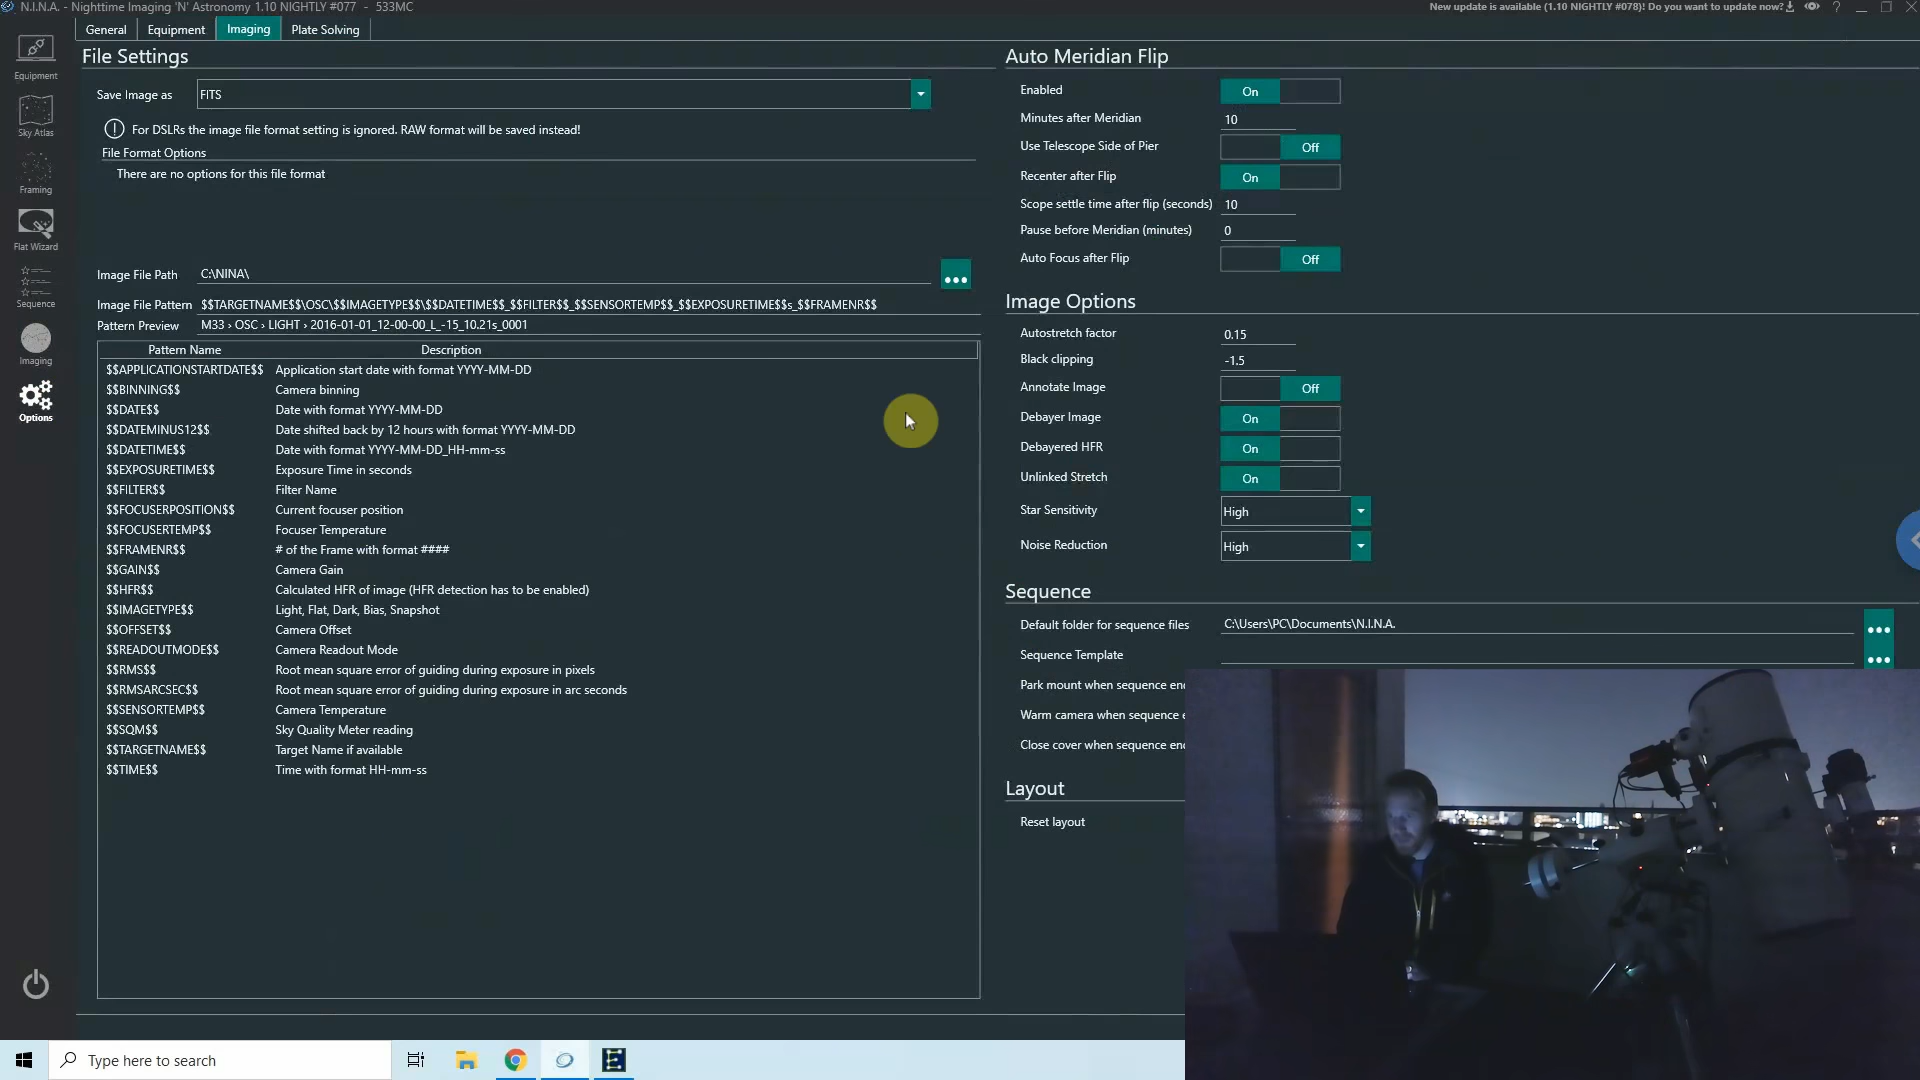 N.I.N.A. - Nighttime Imaging 'N' Astronomy 1.10 NIGHTLY #077 - 533MC
New update is available (1.10 NIGHTLY #078)! Do you want to update now?
General
Equipment
Imaging
Plate Solving
Equipment
Sky Atlas
Framing
Flat Wizard
Sequence
Imaging
Options
File Settings
Save Image as
FITS
For DSLRs the image file format setting is ignored. RAW format will be saved instead!
File Format Options
There are no options for this file format
Image File Path
C:\NINA\
Image File Pattern
$$TARGETNAME$$\OSC\$$IMAGETYPE$$\$$DATETIME$$_$$FILTER$$_$$SENSORTEMP$$_$$EXPOSURETIME$$s_$$FRAMENR$$
Pattern Preview
M33 › OSC › LIGHT › 2016-01-01_12-00-00_L_-15_10.21s_0001
Pattern Name Description
$$APPLICATIONSTARTDATE$$ Application start date with format YYYY-MM-DD
$$BINNING$$ Camera binning
$$DATE$$ Date with format YYYY-MM-DD
$$DATEMINUS12$$ Date shifted back by 12 hours with format YYYY-MM-DD
$$DATETIME$$ Date with format YYYY-MM-DD_HH-mm-ss
$$EXPOSURETIME$$ Exposure Time in seconds
$$FILTER$$ Filter Name
$$FOCUSERPOSITION$$ Current focuser position
$$FOCUSERTEMP$$ Focuser Temperature
$$FRAMENR$$ # of the Frame with format ####
$$GAIN$$ Camera Gain
$$HFR$$ Calculated HFR of image (HFR detection has to be enabled)
$$IMAGETYPE$$ Light, Flat, Dark, Bias, Snapshot
$$OFFSET$$ Camera Offset
$$READOUTMODE$$ Camera Readout Mode
$$RMS$$ Root mean square error of guiding during exposure in pixels
$$RMSARCSEC$$ Root mean square error of guiding during exposure in arc seconds
$$SENSORTEMP$$ Camera Temperature
$$SQM$$ Sky Quality Meter reading
$$TARGETNAME$$ Target Name if available
$$TIME$$ Time with format HH-mm-ss
Auto Meridian Flip
Enabled On
Minutes after Meridian 10
Use Telescope Side of Pier Off
Recenter after Flip On
Scope settle time after flip (seconds) 10
Pause before Meridian (minutes) 0
Auto Focus after Flip Off
Image Options
Autostretch factor 0.15
Black clipping -1.5
Annotate Image Off
Debayer Image On
Debayered HFR On
Unlinked Stretch On
Star Sensitivity High
Noise Reduction High
Sequence
Default folder for sequence files C:\Users\PC\Documents\N.I.N.A.
Sequence Template
Park mount when sequence en
Warm camera when sequence e
Close cover when sequence en
Layout
Reset layout
Type here to search